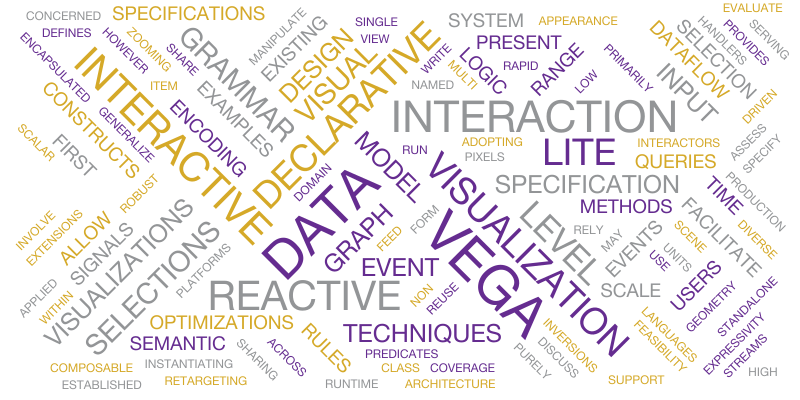 CONCERNED
SPECIFICATIONS
DEFINES
HOWEVER
ZOOMING
SHARE
ENCAPSULATED
ITEM
GRAMMAR
MANIPULATE
EXISTING
SINGLE
VIEW
DESIGN
VISUAL
DECLARATIVE
WRITE
SYSTEM
APPEARANCE
PRESENT
MULTI
LOGIC
RAPID
RANGE
LOW
NAMED
PRIMARILY
EVALUATE
HANDLERS
SERVING
PROVIDES
SELECTION
DATAFLOW
INPUT
DRIVEN
INTERACTIVE
CONSTRUCTS
GENERALIZE
ENCODING
EXAMPLES
SCALAR
FIRST
INTERACTION
ADOPTING
PIXELS
RUN
LITE
INTERACTORS
QUERIES
ASSESS
SPECIFY
SPECIFICATION
METHODS
TIME
PRODUCTION
ROBUST
DOMAIN
MODEL
DATA
GRAPH
FEED
FORM
VISUALIZATION
VEGA
LEVEL
RELY
MAY
EVENTS
SCENE
UNITS
USE
FACILITATE
DIVERSE
INVOLVE
EXTENSIONS
ALLOW
SIGNALS
VISUALIZATIONS
SELECTIONS
PLATFORMS
APPLIED
WITHIN
EVENT
REACTIVE
NON
REUSE
SCALE
USERS
GEOMETRY
STANDALONE
EXPRESSIVITY
STREAMS
LANGUAGES
FEASIBILITY
OPTIMIZATIONS
SEMANTIC
RULES
TECHNIQUES
PREDICATES
INVERSIONS
DISCUSS
PURELY
COMPOSABLE
INSTANTIATING
SHARING
ACROSS
CLASS
COVERAGE
ESTABLISHED
RETARGETING
RUNTIME
ARCHITECTURE
SUPPORT
HIGH